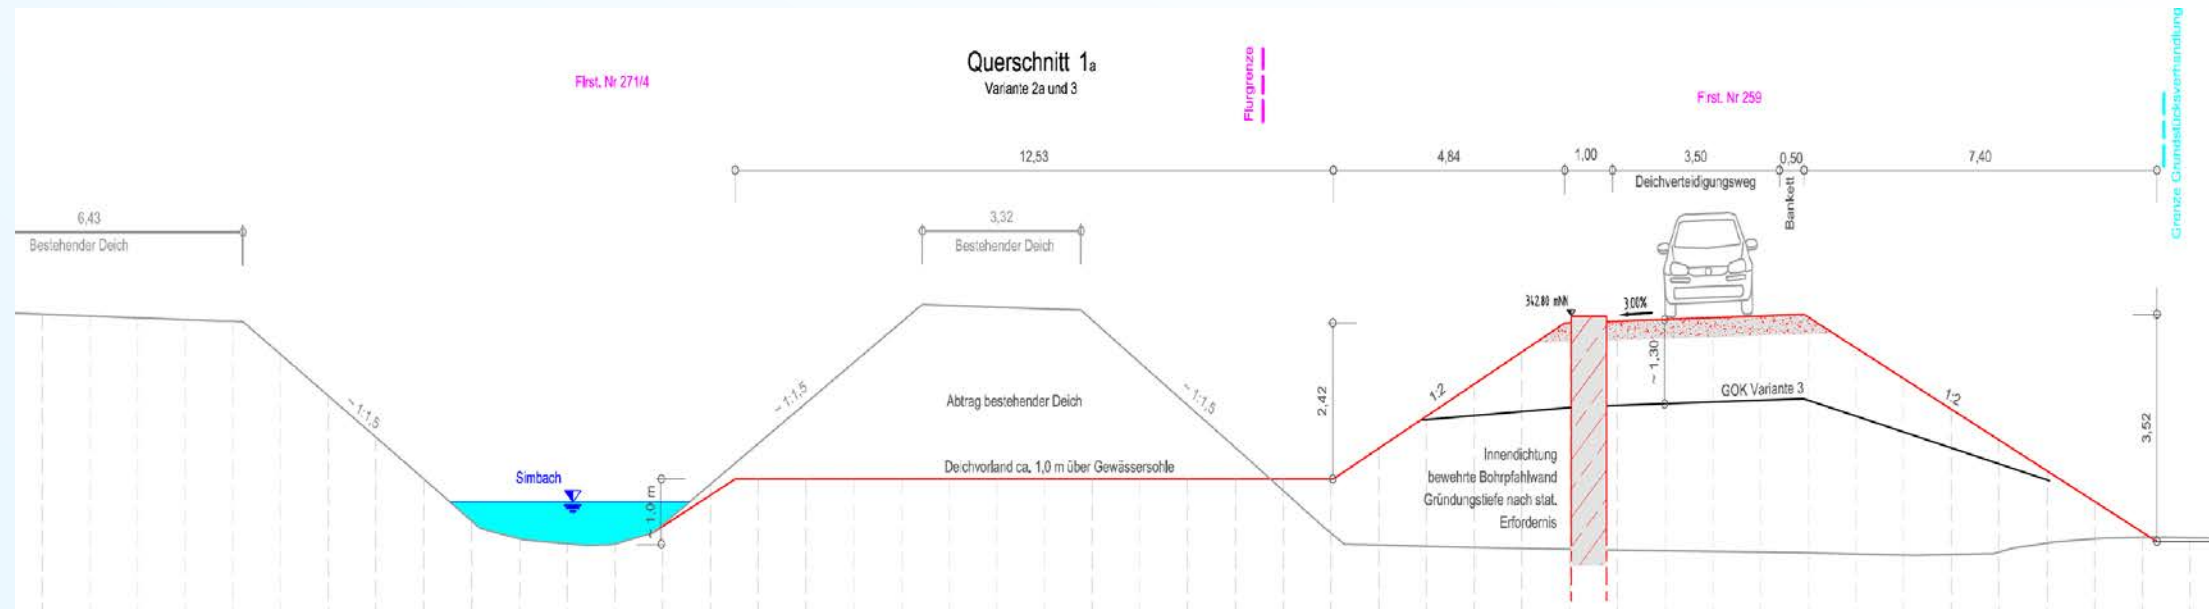 Querschnitt 1a
Variante 2a und 3
Flrst. Nr 271/4
Flurgrenze
Flrst. Nr 259
Grenze Grundstücksverhandlung
12,53
4,84
1,00
3,50
0,50
7,40
Deichverteidigungsweg
Bankett
6,43
Bestehender Deich
3,32
Bestehender Deich
342.80 mNN
3.00%
~ 1,30
~ 1:1,5
~ 1:1,5
~ 1:1,5
Abtrag bestehender Deich
2,42
1:2
GOK Variante 3
1:2
3,52
Simbach
~ 1,0 m
Deichvorland ca. 1,0 m über Gewässersohle
Innendichtung
bewehrte Bohrpfahlwand
Gründungstiefe nach stat.
Erfordernis